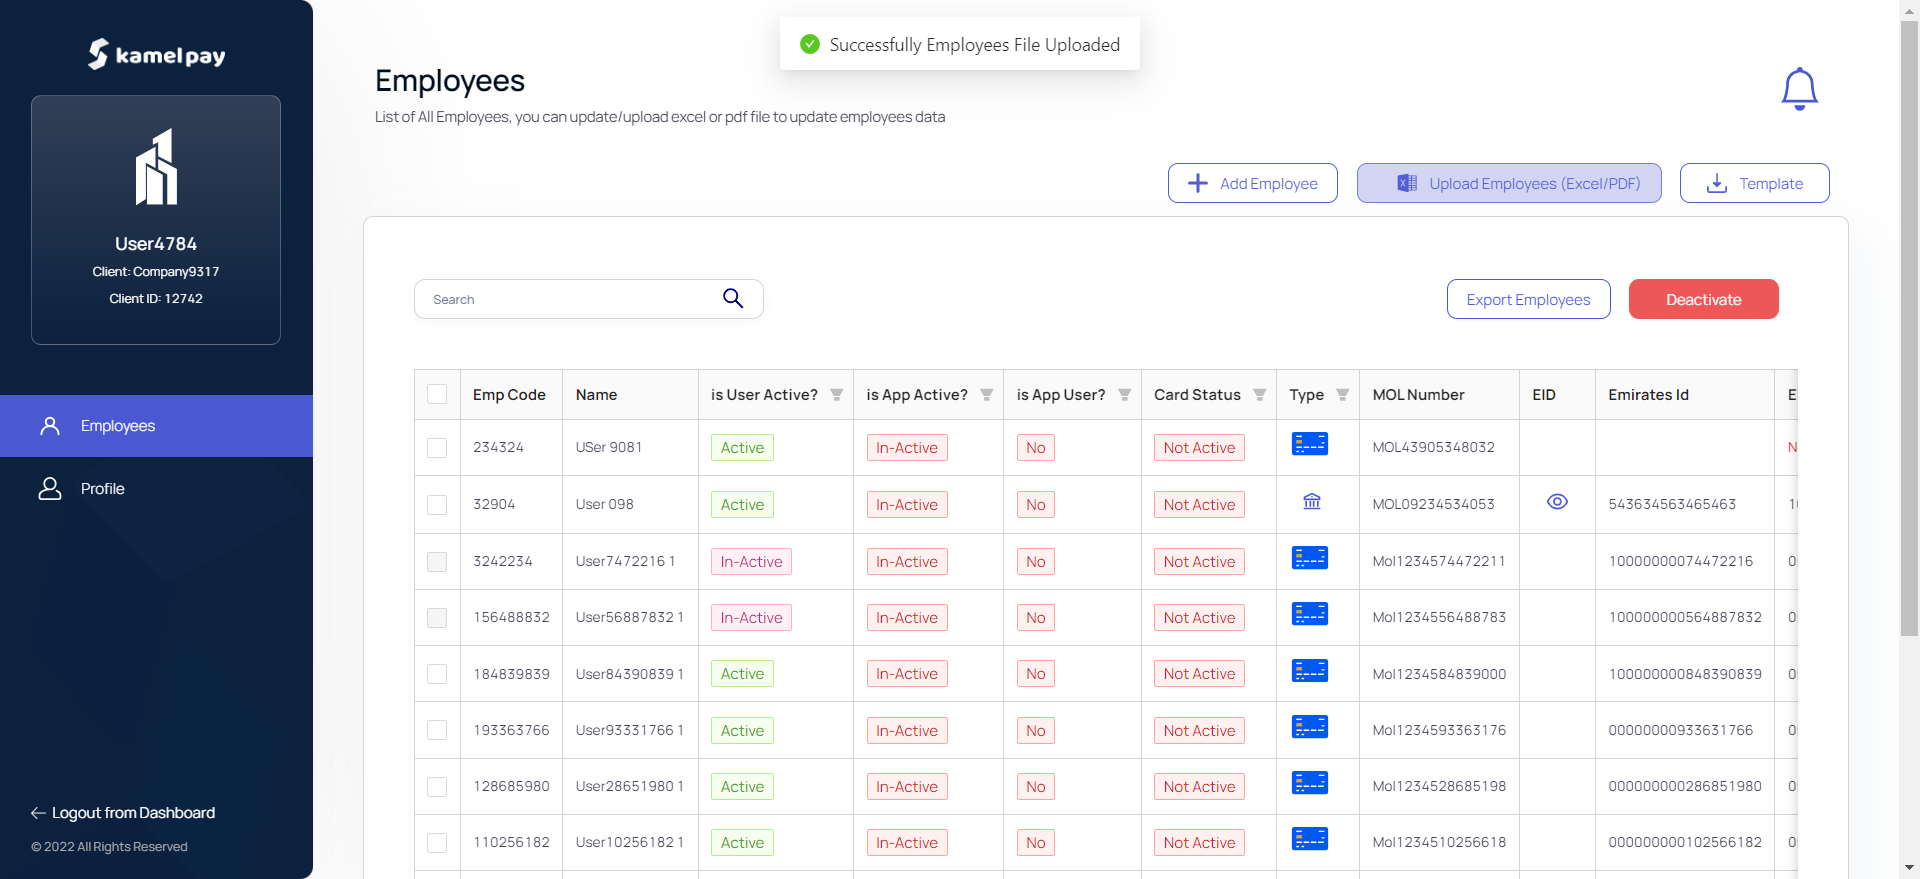 kamelpay
User4784
Client: Company9317
Client ID: 12742
Employees
Profile
Logout from Dashboard
© 2022 All Rights Reserved
Successfully Employees File Uploaded
Employees
List of All Employees, you can update/upload excel or pdf file to update employees data
Add Employee
Upload Employees (Excel/PDF)
Template
Search
Export Employees
Deactivate
Emp Code Name is User Active? is App Active? is App User? Card Status Type MOL Number EID Emirates Id E
234324 USer 9081 Active In-Active No Not Active MOL43905348032 N
32904 User 098 Active In-Active No Not Active MOL09234534053 543634563465463
3242234 User7472216 1 In-Active In-Active No Not Active Mol1234574472211 10000000074472216
156488832 User56887832 1 In-Active In-Active No Not Active Mol1234556488783 100000000564887832
184839839 User84390839 1 Active In-Active No Not Active Mol1234584839000 100000000848390839
193363766 User93331766 1 Active In-Active No Not Active Mol1234593363176 00000000933631766
128685980 User28651980 1 Active In-Active No Not Active Mol1234528685198 000000000286851980
110256182 User10256182 1 Active In-Active No Not Active Mol1234510256618 000000000102566182